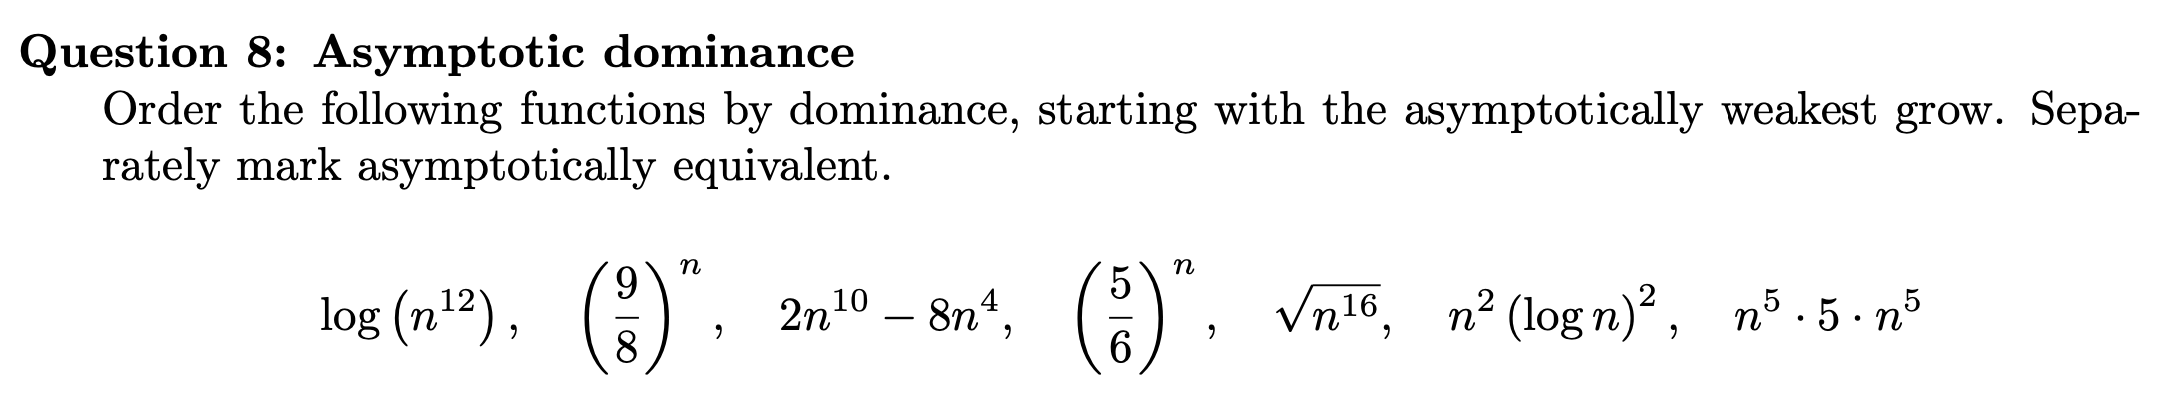 Question 8: Asymptotic dominance
Order the following functions by dominance, starting with the asymptotically weakest grow. Sepa-
rately mark asymptotically equivalent.
log (n^{12}), (9/8)^n, 2n^{10} − 8n^4, (5/6)^n, √(n^{16}), n^2 (log n)^2, n^5 · 5 · n^5